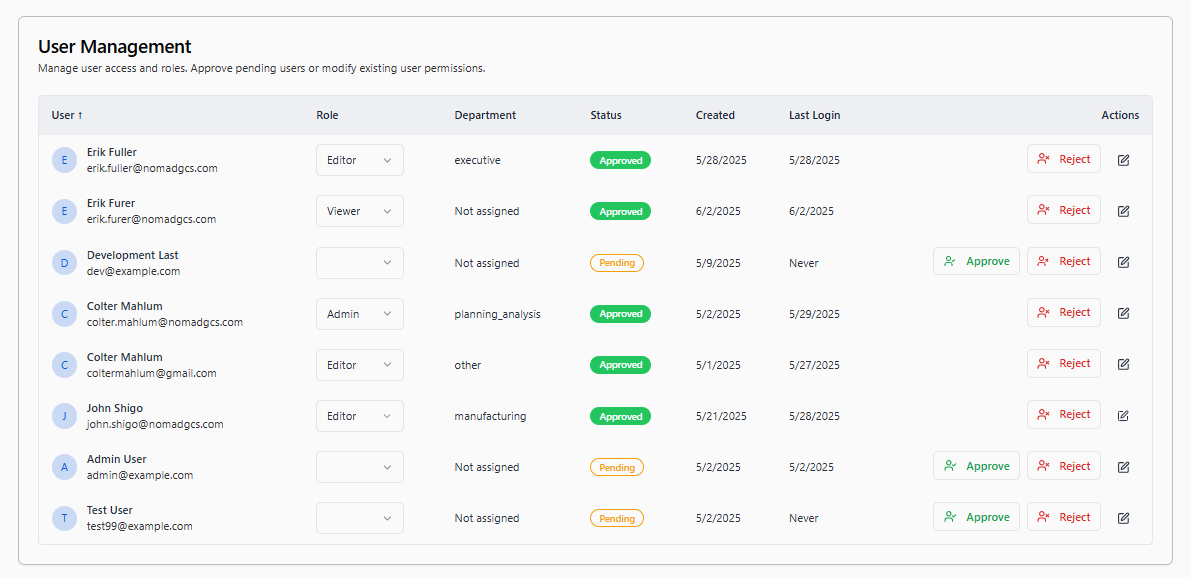 User Management
Manage user access and roles. Approve pending users or modify existing user permissions.
User ↑ Role Department Status Created Last Login Actions
E Erik Fuller
erik.fuller@nomadgcs.com Editor executive Approved 5/28/2025 5/28/2025 Reject
E Erik Furer
erik.furer@nomadgcs.com Viewer Not assigned Approved 6/2/2025 6/2/2025 Reject
D Development Last
dev@example.com Not assigned Pending 5/9/2025 Never Approve Reject
C Colter Mahlum
colter.mahlum@nomadgcs.com Admin planning_analysis Approved 5/2/2025 5/29/2025 Reject
C Colter Mahlum
coltermahlum@gmail.com Editor other Approved 5/1/2025 5/27/2025 Reject
J John Shigo
john.shigo@nomadgcs.com Editor manufacturing Approved 5/21/2025 5/28/2025 Reject
A Admin User
admin@example.com Not assigned Pending 5/2/2025 5/2/2025 Approve Reject
T Test User
test99@example.com Not assigned Pending 5/2/2025 Never Approve Reject